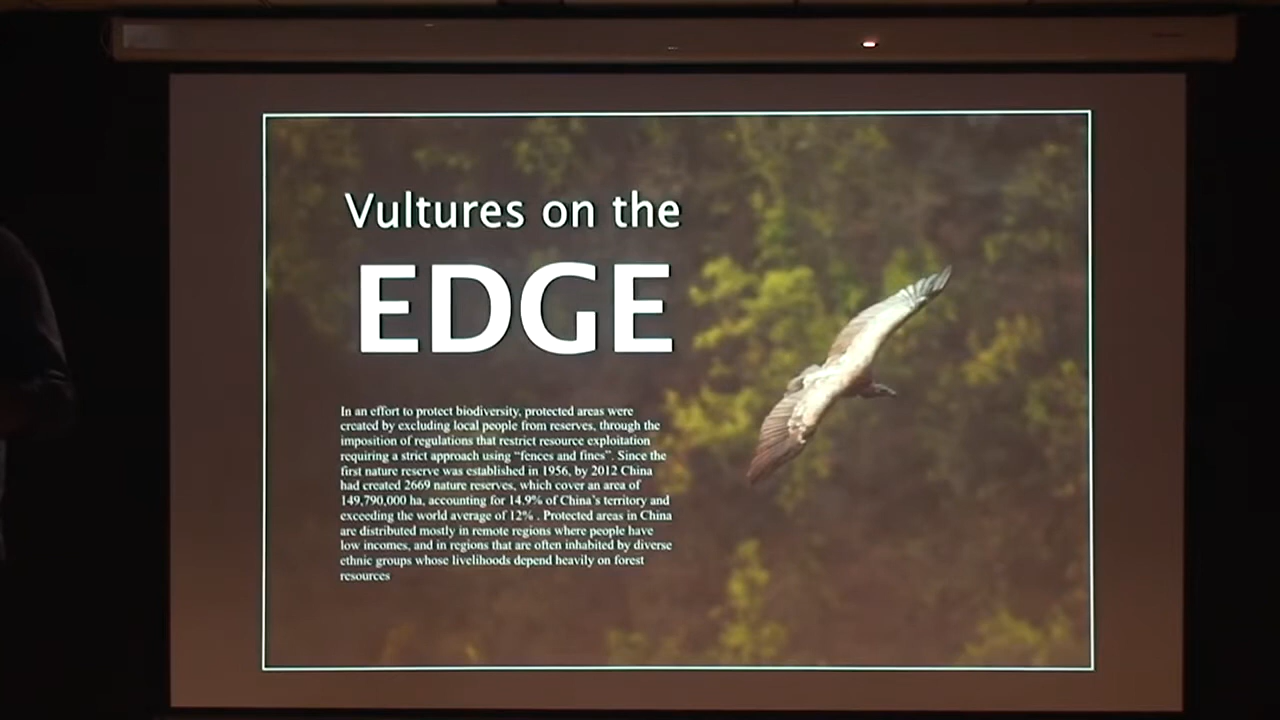 Vultures on the
EDGE
In an effort to protect biodiversity, protected areas were
created by excluding local people from reserves, through the
imposition of regulations that restrict resource exploitation
requiring a strict approach using "fences and fines". Since the
first nature reserve was established in 1956, by 2012 China
had created 2669 nature reserves, which cover an area of
149,790,000 ha, accounting for 14.9% of China's territory and
exceeding the world average of 12% . Protected areas in China
are distributed mostly in remote regions where people have
low incomes, and in regions that are often inhabited by diverse
ethnic groups whose livelihoods depend heavily on forest
resources